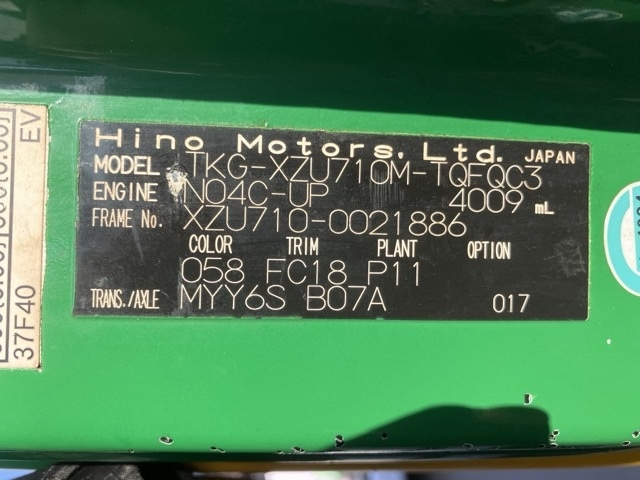 Hino Motors, Ltd. JAPAN
MODEL TKG-XZU710M-TQFQC3
ENGINE N04C-UP 4009 mL
FRAME No. XZU710-0021886
COLOR TRIM PLANT OPTION
058 FC18 P11
TRANS./AXLE MYY6S B07A 017
37F40 EV